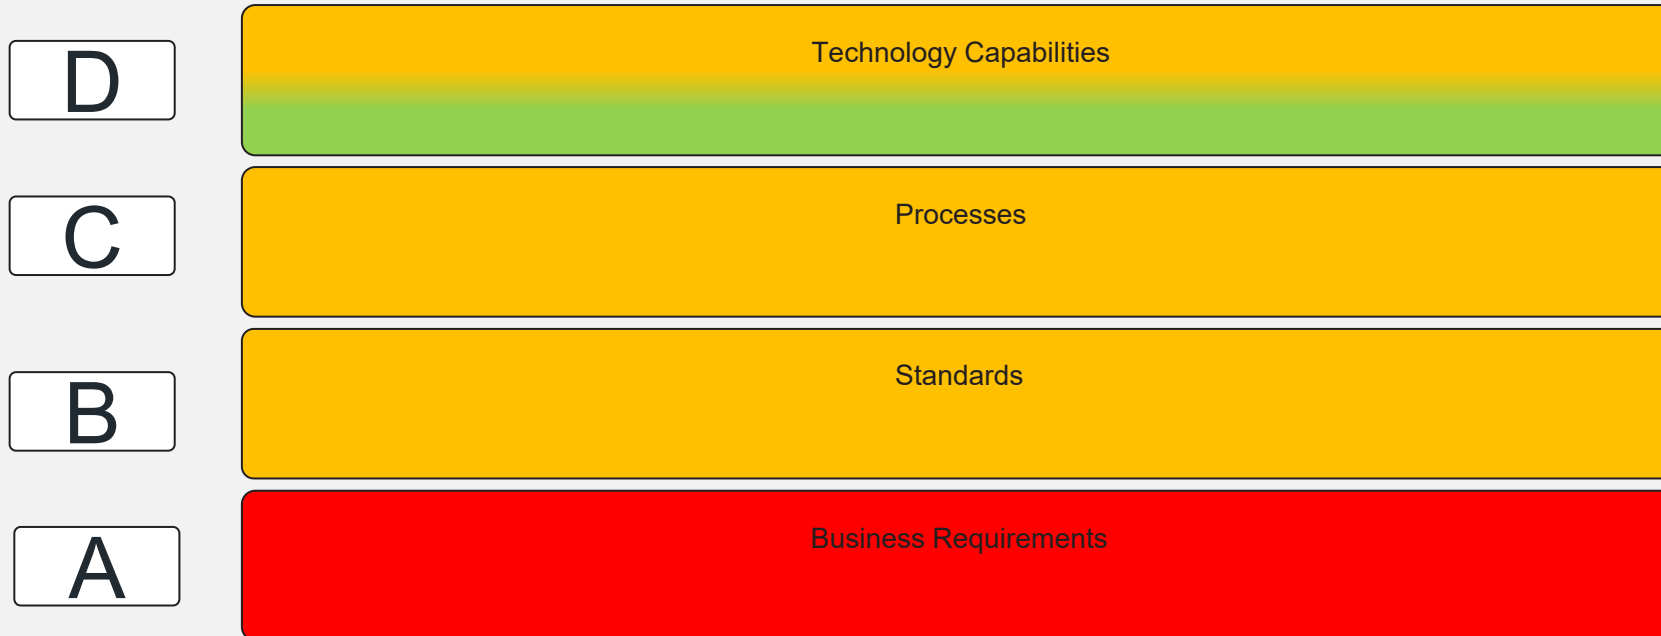 D
Technology Capabilities
C
Processes
B
Standards
A
Business Requirements